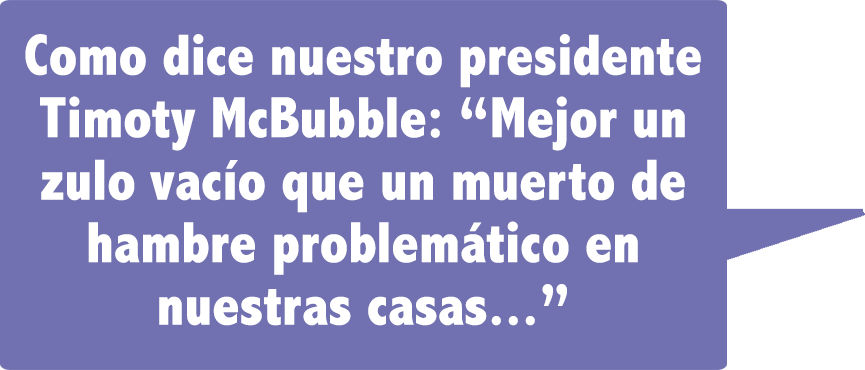 Como dice nuestro presidente
Timoty McBubble: “Mejor un
zulo vacío que un muerto de
hambre problemático en
nuestras casas...”